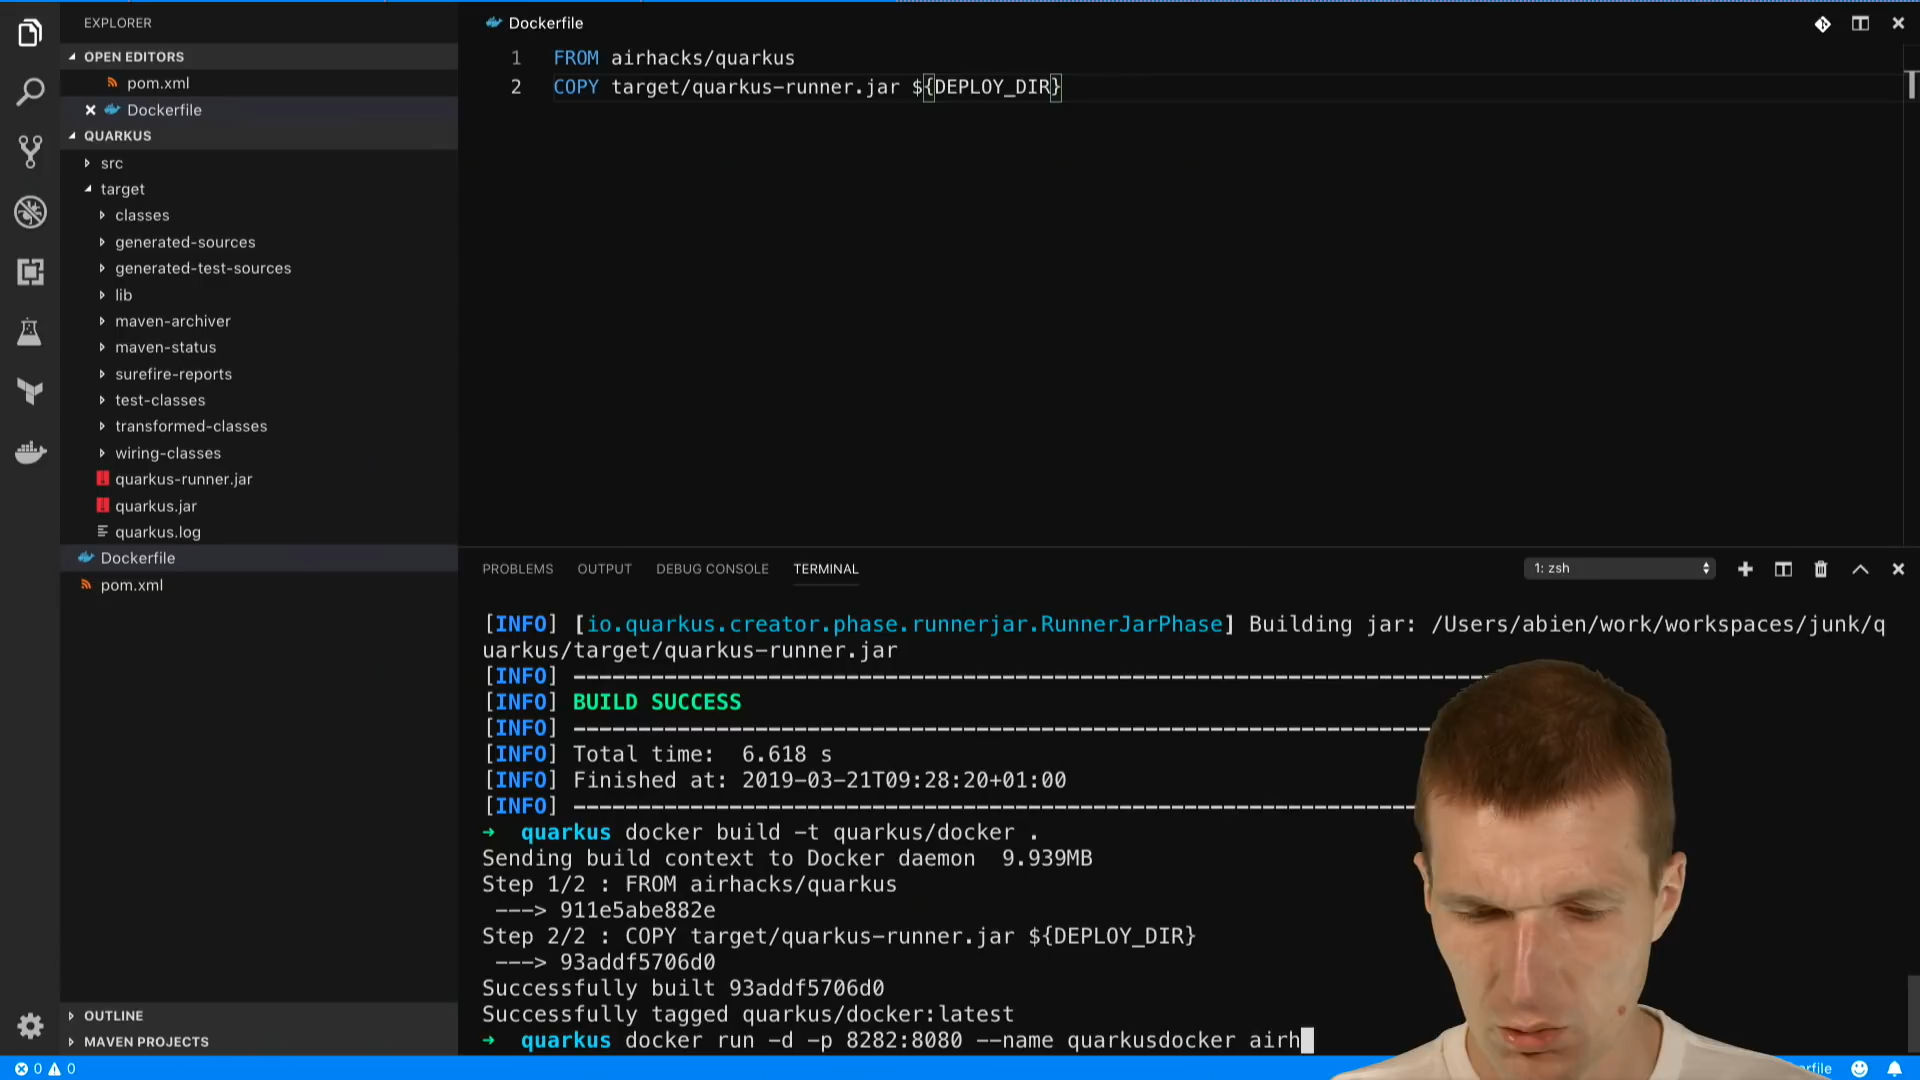 EXPLORER
OPEN EDITORS
pom.xml
Dockerfile
QUARKUS
src
target
classes
generated-sources
generated-test-sources
lib
maven-archiver
maven-status
surefire-reports
test-classes
transformed-classes
wiring-classes
quarkus-runner.jar
quarkus.jar
quarkus.log
Dockerfile
pom.xml
OUTLINE
MAVEN PROJECTS
0 0
Dockerfile
1 FROM airhacks/quarkus
2 COPY target/quarkus-runner.jar ${DEPLOY_DIR}
PROBLEMS OUTPUT DEBUG CONSOLE TERMINAL 1: zsh
[INFO] [io.quarkus.creator.phase.runnerjar.RunnerJarPhase] Building jar: /Users/abien/work/workspaces/junk/q
uarkus/target/quarkus-runner.jar
[INFO] ------------------------------------------------------------------------
[INFO] BUILD SUCCESS
[INFO] ------------------------------------------------------------------------
[INFO] Total time:  6.618 s
[INFO] Finished at: 2019-03-21T09:28:20+01:00
[INFO] ------------------------------------------------------------------------
→ quarkus docker build -t quarkus/docker .
Sending build context to Docker daemon  9.939MB
Step 1/2 : FROM airhacks/quarkus
---> 911e5abe882e
Step 2/2 : COPY target/quarkus-runner.jar ${DEPLOY_DIR}
---> 93addf5706d0
Successfully built 93addf5706d0
Successfully tagged quarkus/docker:latest
→ quarkus docker run -d -p 8282:8080 --name quarkusdocker airh